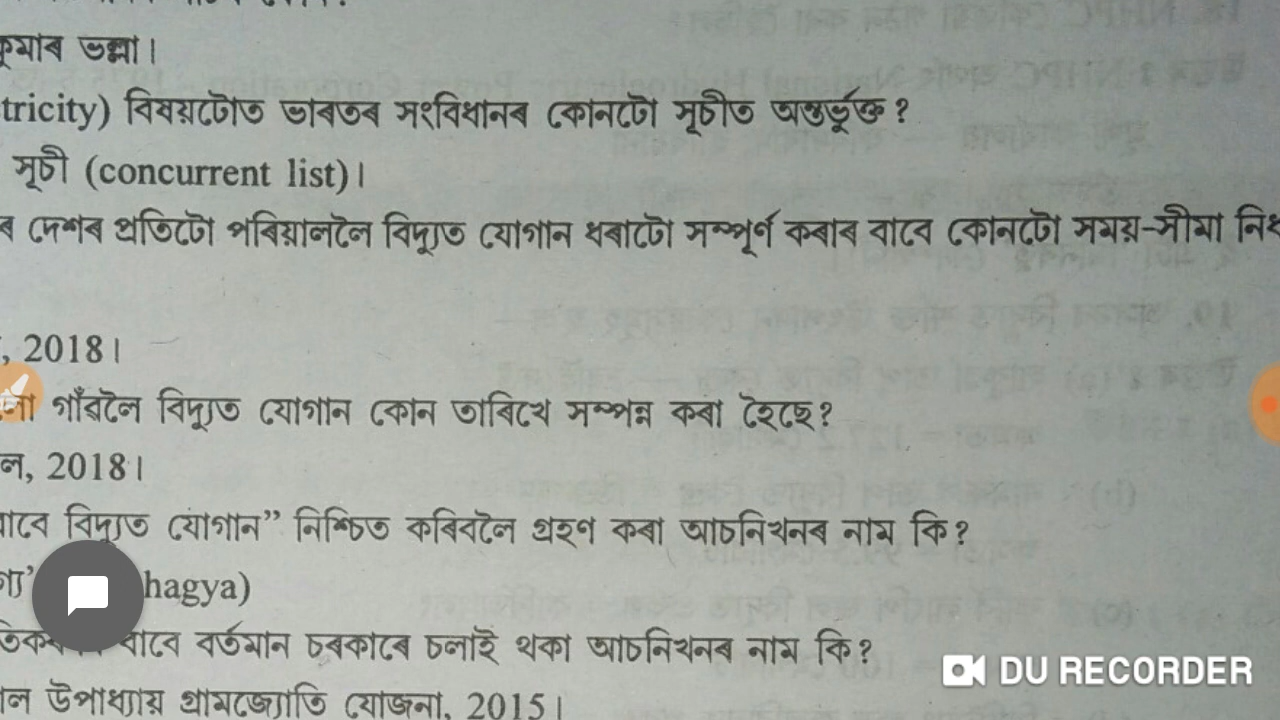 কুমাৰ ভল্লা।
tricity) বিষয়টোত ভাৰতৰ সংবিধানৰ কোনটো সূচীত অন্তৰ্ভুক্ত?
সূচী (concurrent list)।
ৰ দেশৰ প্ৰতিটো পৰিয়াললৈ বিদ্যুত যোগান ধৰাটো সম্পূৰ্ণ কৰাৰ বাবে কোনটো সময়-সীমা
, 2018।
গাঁৱলৈ বিদ্যুত যোগান কোন তাৰিখে সম্পন্ন কৰা হৈছে?
ল, 2018।
বাবে বিদ্যুত যোগান” নিশ্চিত কৰিবলৈ গ্ৰহণ কৰা আচনিখনৰ নাম কি?
hagya)
বাবে বৰ্তমান চৰকাৰে চলাই থকা আচনিখনৰ নাম কি?
াল উপাধ্যায় গ্ৰামজ্যোতি যোজনা, 2015।
DU RECORDER